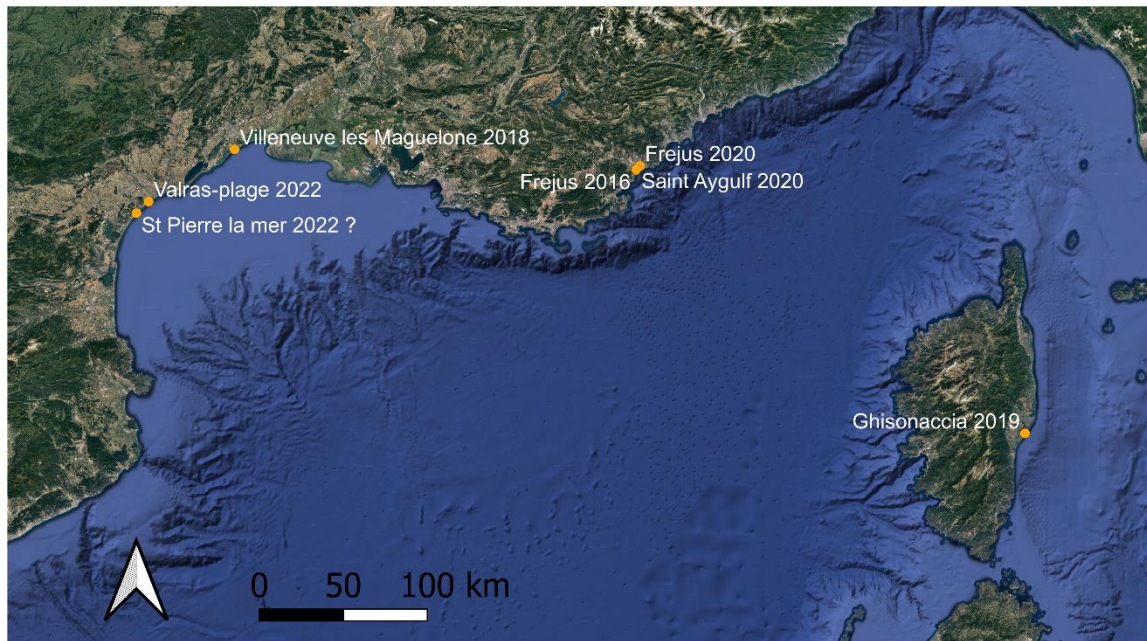 Villeneuve les Maguelone 2018
Frejus 2020
Frejus 2016
Saint Aygulf 2020
Valras-plage 2022
St Pierre la mer 2022 ?
Ghisonaccia 2019
0 50 100 km